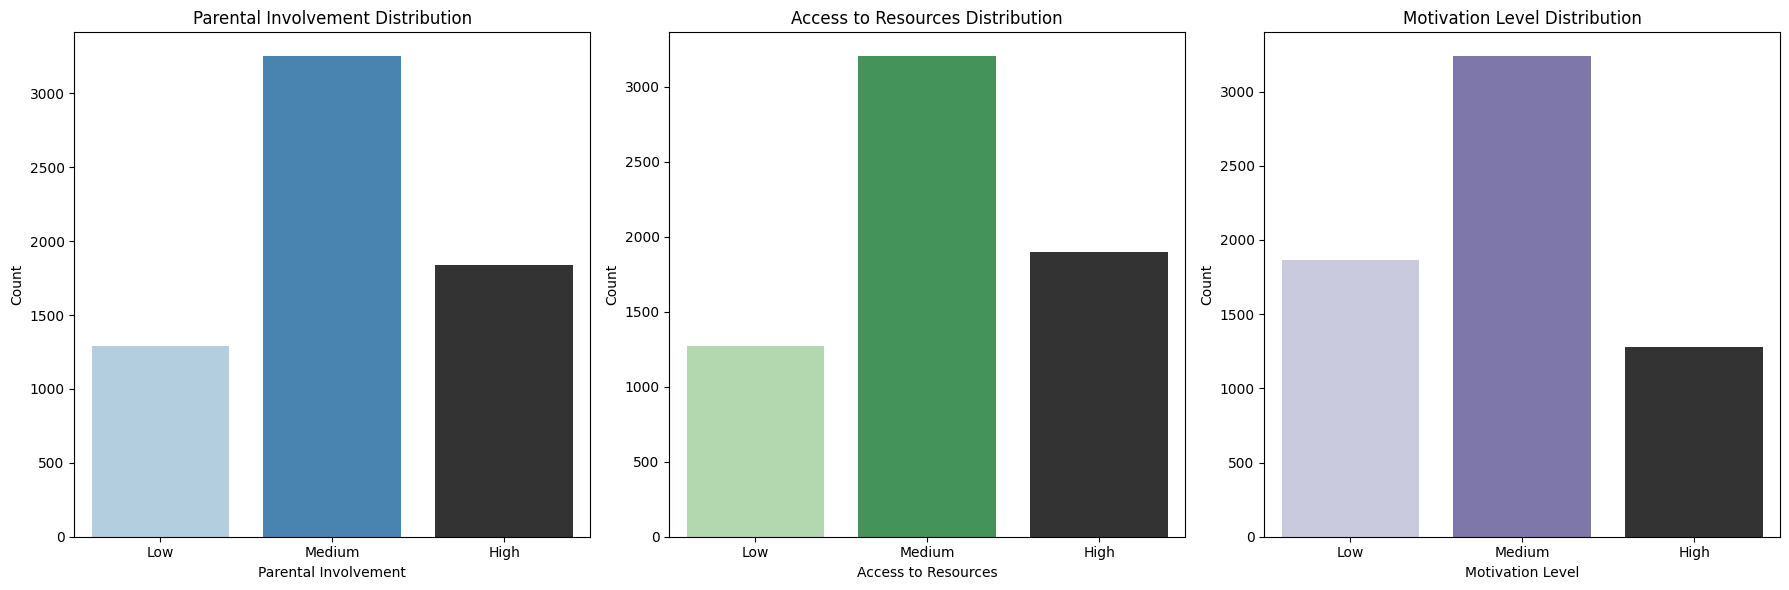 Parental Involvement Distribution
Access to Resources Distribution
Motivation Level Distribution
Count
3000
2500
2000
1500
1000
500
0
Low Medium High
Parental Involvement
Count
3000
2500
2000
1500
1000
500
0
Low Medium High
Access to Resources
Count
3000
2500
2000
1500
1000
500
0
Low Medium High
Motivation Level